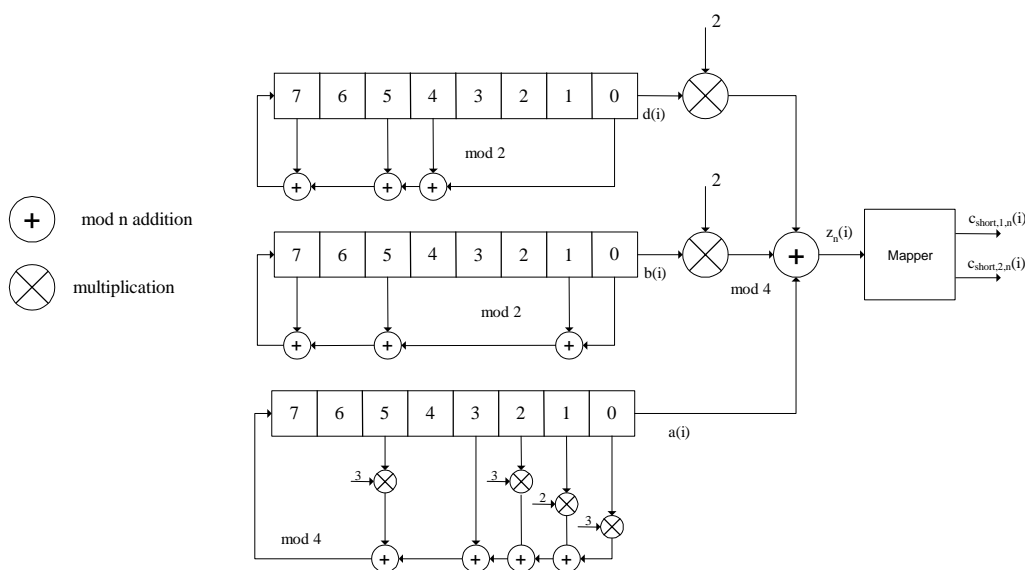 2
7 6 5 4 3 2 1 0
d(i)
mod 2
+ + +
2
+ mod n addition
multiplication
7 6 5 4 3 2 1 0
b(i)
mod 2
+ + +
mod 4
+
z_n(i)
Mapper
c_short,1,n(i)
c_short,2,n(i)
7 6 5 4 3 2 1 0
a(i)
3
3
2
3
mod 4
+ + + +